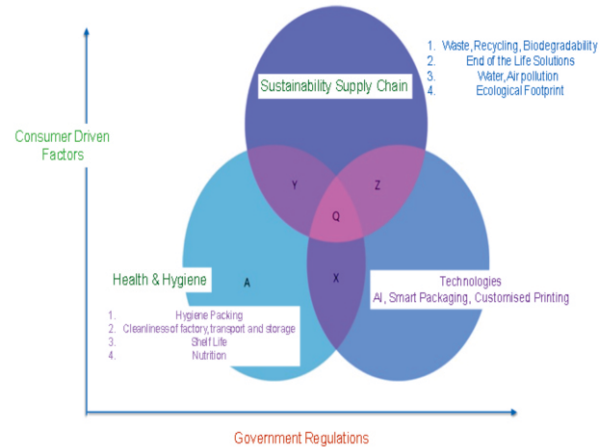 1. Waste, Recycling, Biodegradability
2. End of the Life Solutions
3. Water, Air pollution
4. Ecological Footprint
Sustainability Supply Chain
Consumer Driven
Factors
Y
Z
Q
Health & Hygiene
A
X
Technologies
AI, Smart Packaging, Customised Printing
1. Hygiene Packing
2. Cleanliness of factory, transport and storage
3. Shelf Life
4. Nutrition
Government Regulations